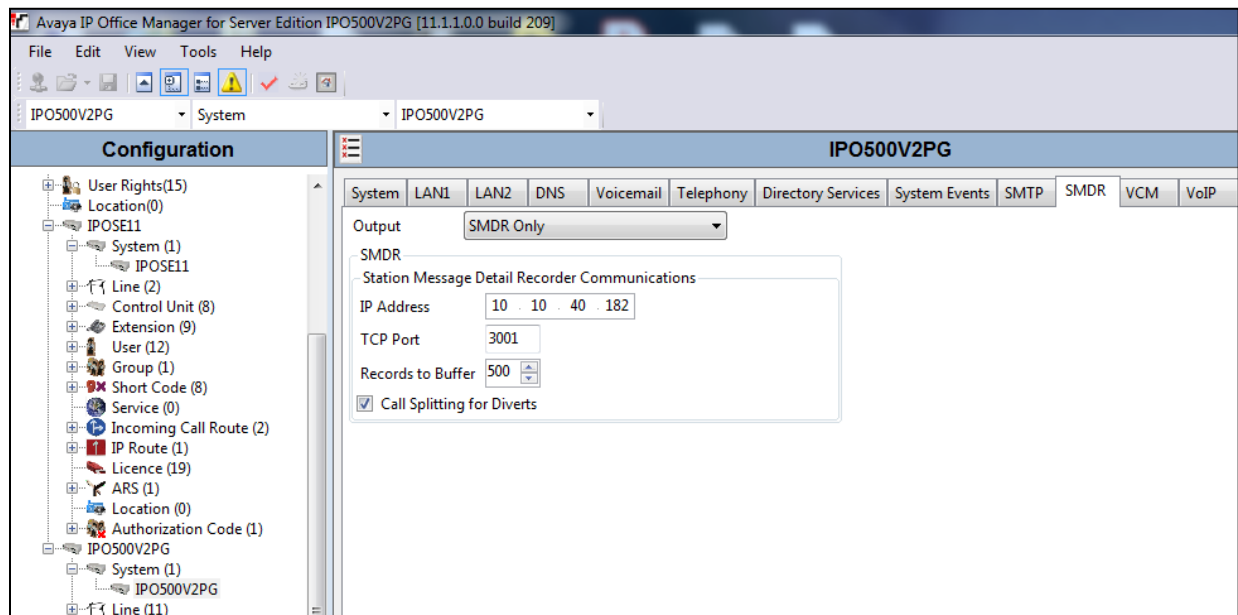 Avaya IP Office Manager for Server Edition IPO500V2PG [11.1.1.0.0 build 209]
File Edit View Tools Help
IPO500V2PG System IPO500V2PG
Configuration
IPO500V2PG
User Rights(15)
Location(0)
IPOSE11
System (1)
IPOSE11
Line (2)
Control Unit (8)
Extension (9)
User (12)
Group (1)
Short Code (8)
Service (0)
Incoming Call Route (2)
IP Route (1)
Licence (19)
ARS (1)
Location (0)
Authorization Code (1)
IPO500V2PG
System (1)
IPO500V2PG
Line (11)
System LAN1 LAN2 DNS Voicemail Telephony Directory Services System Events SMTP SMDR VCM VoIP
Output SMDR Only
SMDR
Station Message Detail Recorder Communications
IP Address 10 . 10 . 40 . 182
TCP Port 3001
Records to Buffer 500
Call Splitting for Diverts